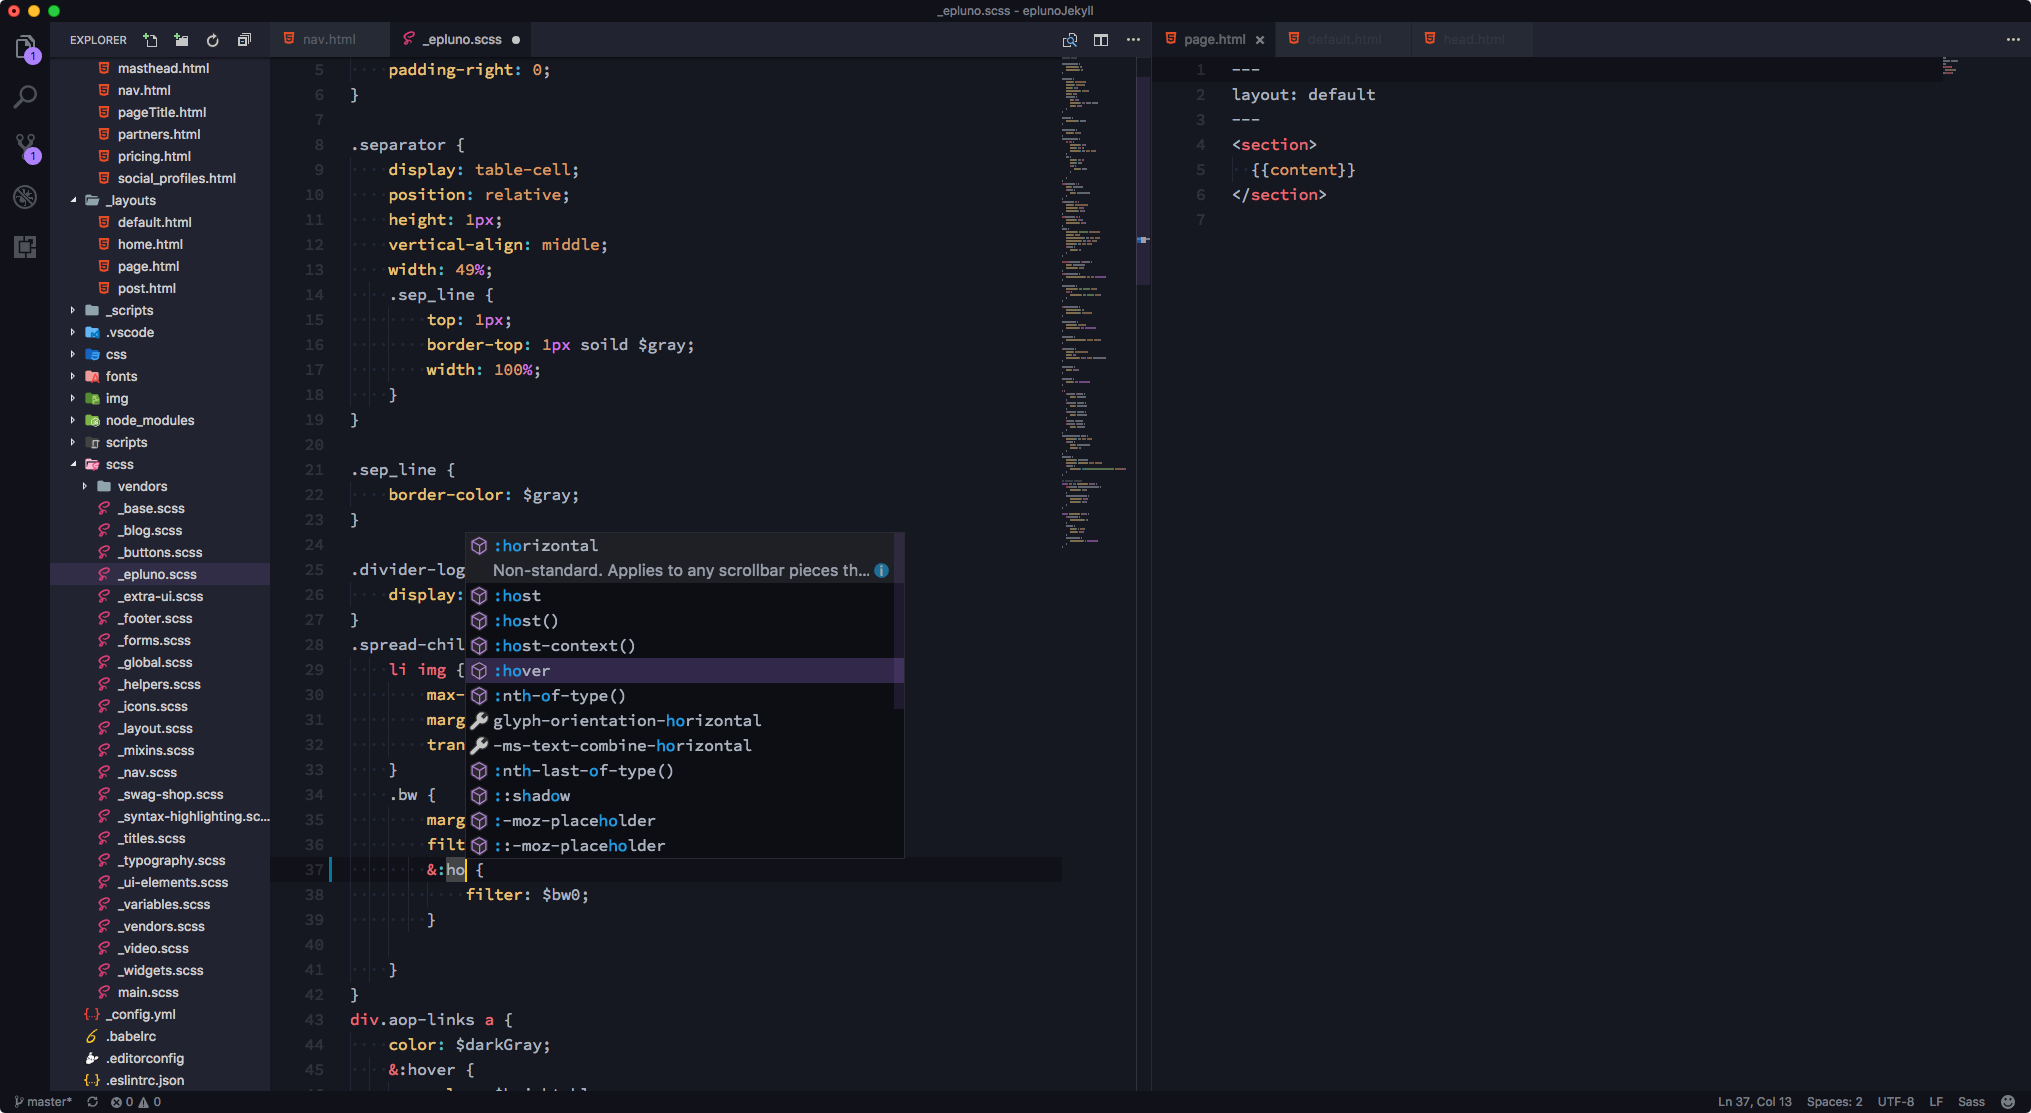 _epluno.scss - eplunoJekyll
1
1
EXPLORER
masthead.html
nav.html
pageTitle.html
partners.html
pricing.html
social_profiles.html
_layouts
default.html
home.html
page.html
post.html
_scripts
.vscode
css
fonts
img
node_modules
scripts
scss
vendors
_base.scss
_blog.scss
_buttons.scss
_epluno.scss
_extra-ui.scss
_footer.scss
_forms.scss
_global.scss
_helpers.scss
_icons.scss
_layout.scss
_mixins.scss
_nav.scss
_swag-shop.scss
_syntax-highlighting.sc...
_titles.scss
_typography.scss
_ui-elements.scss
_variables.scss
_vendors.scss
_video.scss
_widgets.scss
main.scss
_config.yml
.babelrc
.editorconfig
.eslintrc.json
nav.html
_epluno.scss
5 padding-right: 0;
6 }
7
8 .separator {
9 display: table-cell;
10 position: relative;
11 height: 1px;
12 vertical-align: middle;
13 width: 49%;
14 .sep_line {
15 top: 1px;
16 border-top: 1px soild $gray;
17 width: 100%;
18 }
19 }
20
21 .sep_line {
22 border-color: $gray;
23 }
24
25 .divider-log
26 display:
27 }
28 .spread-chil
29 li img {
30 max-
31 marg
32 tran
33 }
34 .bw {
35 marg
36 filt
37 &:ho {
38 filter: $bw0;
39 }
40
41 }
42 }
43 div.aop-links a {
44 color: $darkGray;
45 &:hover {
:horizontal
Non-standard. Applies to any scrollbar pieces th...
:host
:host()
:host-context()
:hover
:nth-of-type()
glyph-orientation-horizontal
-ms-text-combine-horizontal
:nth-last-of-type()
::shadow
:-moz-placeholder
::-moz-placeholder
page.html
default.html
head.html
1 ---
2 layout: default
3 ---
4 <section>
5 {{content}}
6 </section>
7
master*
0
0
Ln 37, Col 13
Spaces: 2
UTF-8
LF
Sass